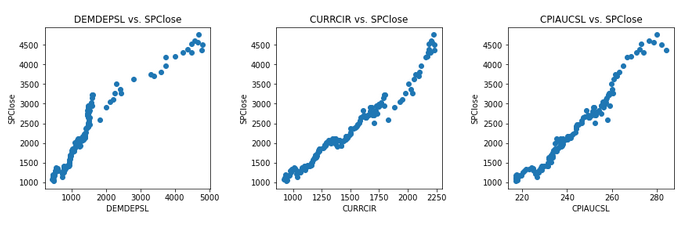 DEMDEPSL vs. SPClose
CURRCIR vs. SPClose
CPIAUCSL vs. SPClose
SPClose
4500
4000
3500
3000
2500
2000
1500
1000
1000 2000 3000 4000 5000
DEMDEPSL
SPClose
4500
4000
3500
3000
2500
2000
1500
1000
1000 1250 1500 1750 2000 2250
CURRCIR
SPClose
4500
4000
3500
3000
2500
2000
1500
1000
220 240 260 280
CPIAUCSL